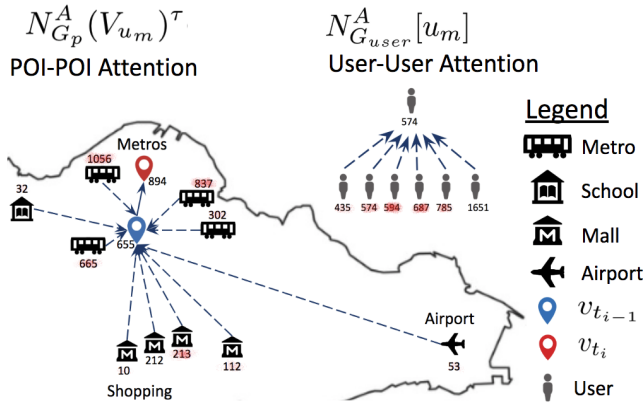 N^A_{G_p}(V_{u_m})^τ
POI-POI Attention
N^A_{G_{user}}[u_m]
User-User Attention
574
435 574 594 687 785 1651
Metros
1056
894
837
32
302
655
665
10 212 213 112
Shopping
Airport
53
Legend
Metro
School
Mall
Airport
v_{t_{i-1}}
v_{t_i}
User